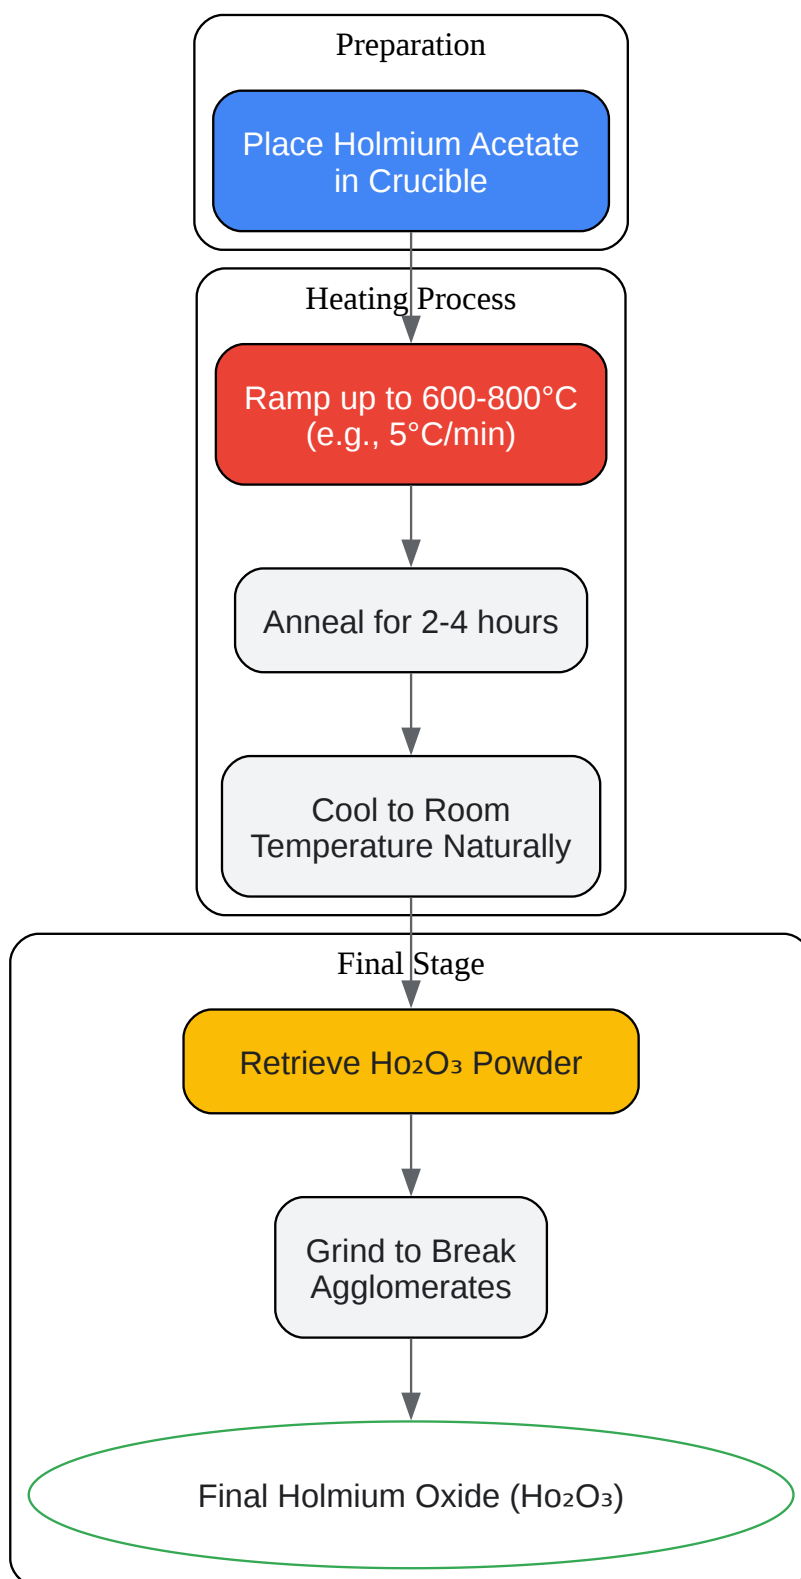 Preparation
Place Holmium Acetate
in Crucible
Heating Process
Ramp up to 600-800°C
(e.g., 5°C/min)
Anneal for 2-4 hours
Cool to Room
Temperature Naturally
Final Stage
Retrieve Ho₂O₃ Powder
Grind to Break
Agglomerates
Final Holmium Oxide (Ho₂O₃)